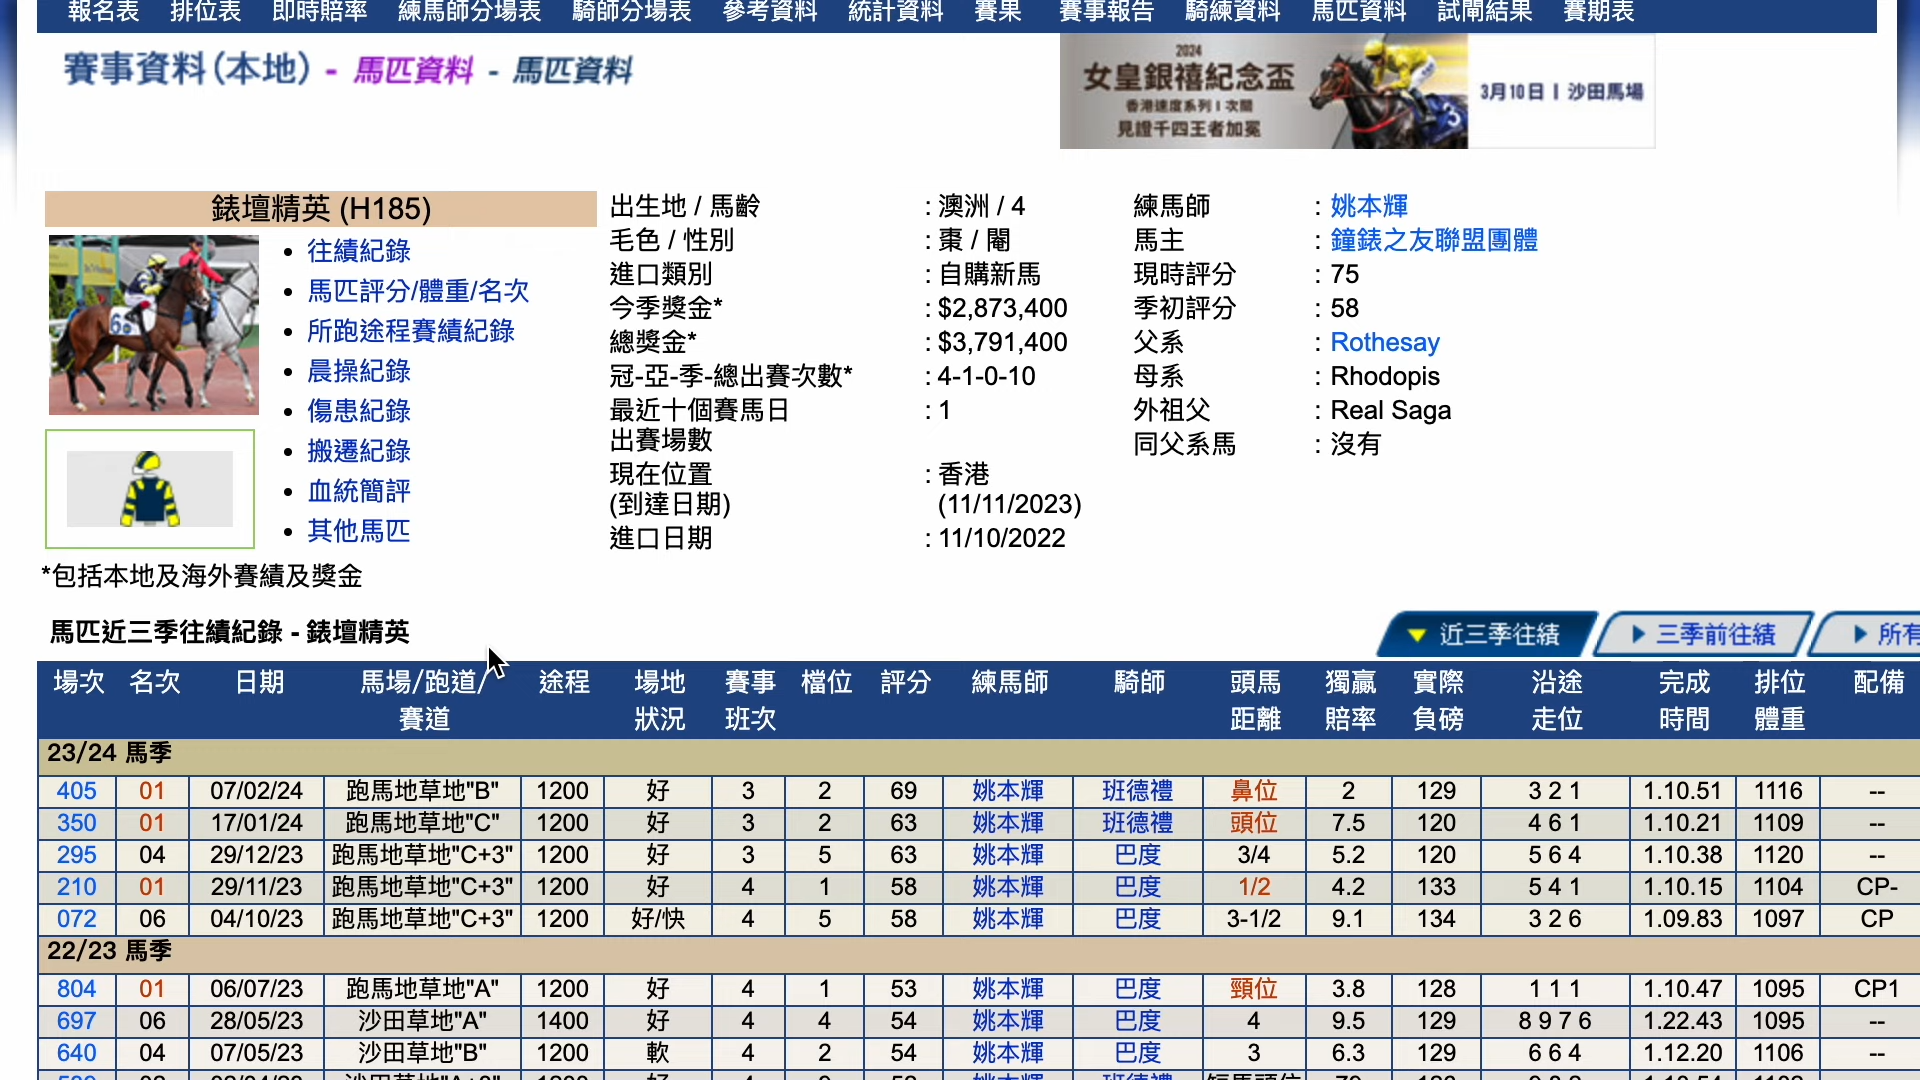 報名表 排位表 即時賠率 練馬師分場表 騎師分場表 參考資料 統計資料 賽果 賽事報告 騎練資料 馬匹資料 試閘結果 賽期表
賽事資料(本地) - 馬匹資料 - 馬匹資料
2024
女皇銀禧紀念盃
香港速度系列 I 次關
見證千四王者加冕
3月10日 I 沙田馬場
錶壇精英 (H185)
• 往績紀錄
• 馬匹評分/體重/名次
• 所跑途程賽績紀錄
• 晨操紀錄
• 傷患紀錄
• 搬遷紀錄
• 血統簡評
• 其他馬匹
6
3
出生地 / 馬齡 : 澳洲 / 4
毛色 / 性別 : 棗 / 閹
進口類別 : 自購新馬
今季獎金* : $2,873,400
總獎金* : $3,791,400
冠-亞-季-總出賽次數* : 4-1-0-10
最近十個賽馬日 : 1
出賽場數
現在位置 : 香港
(到達日期) (11/11/2023)
進口日期 : 11/10/2022
練馬師 : 姚本輝
馬主 : 鐘錶之友聯盟團體
現時評分 : 75
季初評分 : 58
父系 : Rothesay
母系 : Rhodopis
外祖父 : Real Saga
同父系馬 : 沒有
*包括本地及海外賽績及獎金
馬匹近三季往績紀錄 - 錶壇精英
近三季往績 三季前往績 所有
場次 名次 日期 馬場/跑道/ 途程 場地 賽事 檔位 評分 練馬師 騎師 頭馬 獨贏 實際 沿途 完成 排位 配備
賽道 狀況 班次 距離 賠率 負磅 走位 時間 體重
23/24 馬季
405 01 07/02/24 跑馬地草地"B" 1200 好 3 2 69 姚本輝 班德禮 鼻位 2 129 3 2 1 1.10.51 1116 --
350 01 17/01/24 跑馬地草地"C" 1200 好 3 2 63 姚本輝 班德禮 頭位 7.5 120 4 6 1 1.10.21 1109 --
295 04 29/12/23 跑馬地草地"C+3" 1200 好 3 5 63 姚本輝 巴度 3/4 5.2 120 5 6 4 1.10.38 1120 --
210 01 29/11/23 跑馬地草地"C+3" 1200 好 4 1 58 姚本輝 巴度 1/2 4.2 133 5 4 1 1.10.15 1104 CP-
072 06 04/10/23 跑馬地草地"C+3" 1200 好/快 4 5 58 姚本輝 巴度 3-1/2 9.1 134 3 2 6 1.09.83 1097 CP
22/23 馬季
804 01 06/07/23 跑馬地草地"A" 1200 好 4 1 53 姚本輝 巴度 頸位 3.8 128 1 1 1 1.10.47 1095 CP1
697 06 28/05/23 沙田草地"A" 1400 好 4 4 54 姚本輝 巴度 4 9.5 129 8 9 7 6 1.22.43 1095 --
640 04 07/05/23 沙田草地"B" 1200 軟 4 2 54 姚本輝 巴度 3 6.3 129 6 6 4 1.12.20 1106 --